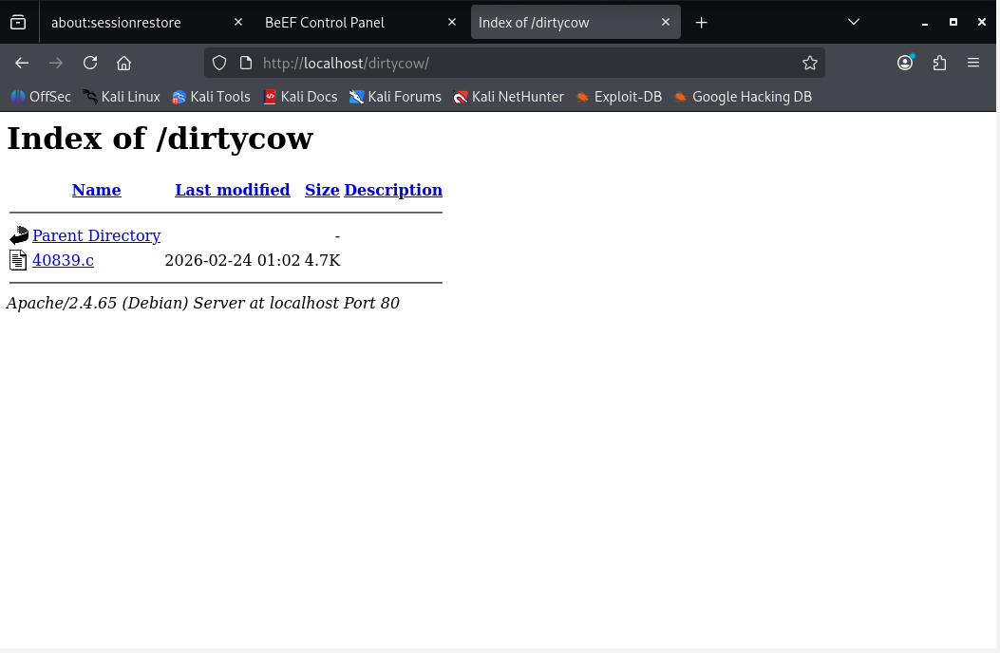 about:sessionrestore BeEF Control Panel Index of /dirtycow
http://localhost/dirtycow/
OffSec Kali Linux Kali Tools Kali Docs Kali Forums Kali NetHunter Exploit-DB Google Hacking DB
Index of /dirtycow
Name Last modified Size Description
Parent Directory -
40839.c 2026-02-24 01:02 4.7K
Apache/2.4.65 (Debian) Server at localhost Port 80